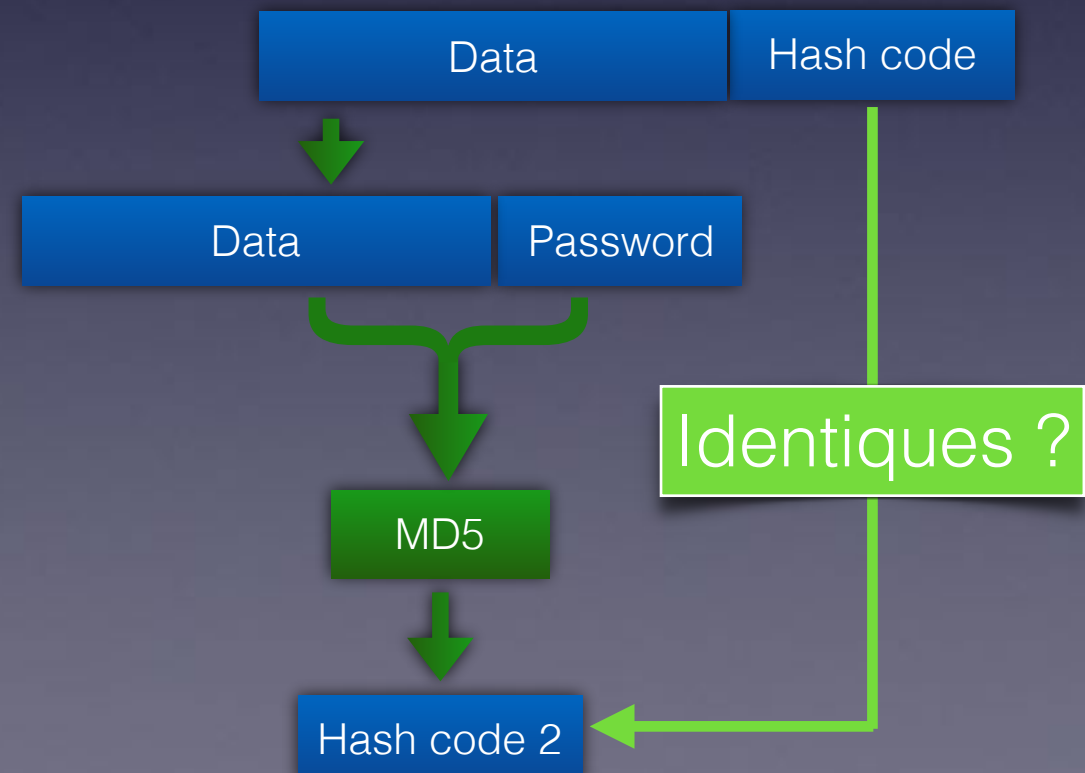 Data
Hash code
Data
Password
Identiques ?
MD5
Hash code 2